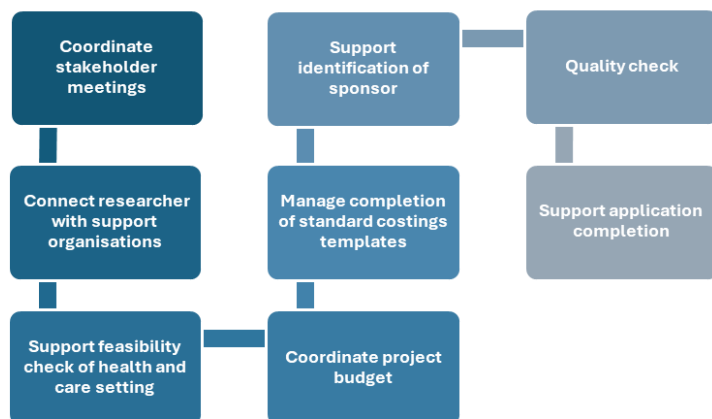 Coordinate
stakeholder
meetings
Connect researcher
with support
organisations
Support feasibility
check of health and
care setting
Coordinate project
budget
Manage completion
of standard costings
templates
Support
identification of
sponsor
Quality check
Support application
completion